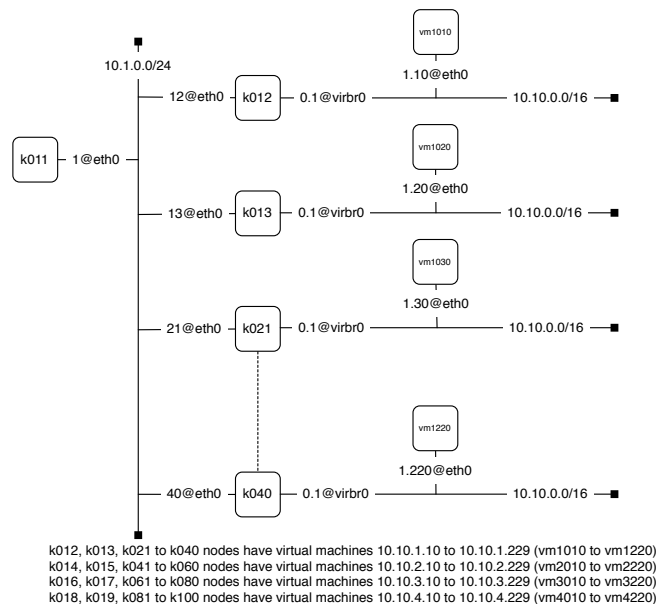 vm1010
10.1.0.0/24
1.10@eth0
12@eth0 k012 0.1@virbr0 10.10.0.0/16
vm1020
k011 1@eth0
1.20@eth0
13@eth0 k013 0.1@virbr0 10.10.0.0/16
vm1030
1.30@eth0
21@eth0 k021 0.1@virbr0 10.10.0.0/16
vm1220
1.220@eth0
40@eth0 k040 0.1@virbr0 10.10.0.0/16
k012, k013, k021 to k040 nodes have virtual machines 10.10.1.10 to 10.10.1.229 (vm1010 to vm1220)
k014, k015, k041 to k060 nodes have virtual machines 10.10.2.10 to 10.10.2.229 (vm2010 to vm2220)
k016, k017, k061 to k080 nodes have virtual machines 10.10.3.10 to 10.10.3.229 (vm3010 to vm3220)
k018, k019, k081 to k100 nodes have virtual machines 10.10.4.10 to 10.10.4.229 (vm4010 to vm4220)